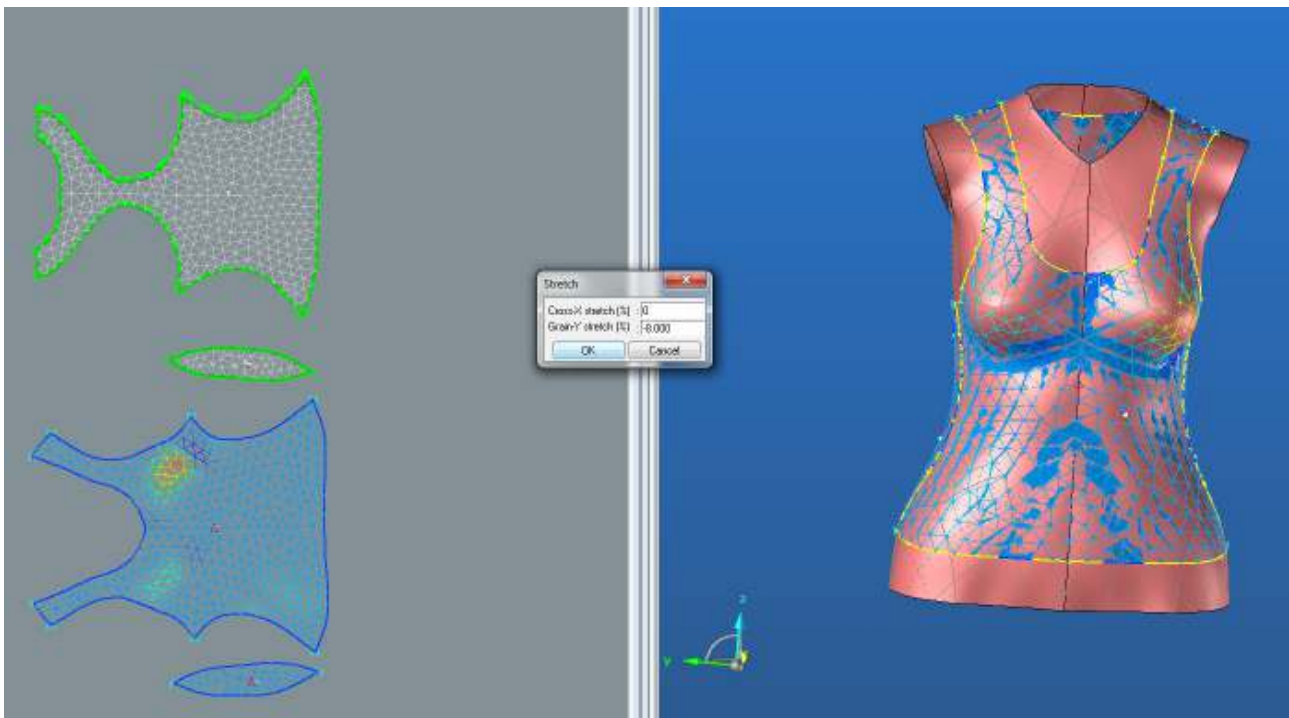 Stretch
Cross-X stretch (%) : 0
Grain-Y stretch (%) : -8.000
OK Cancel
Z
Y